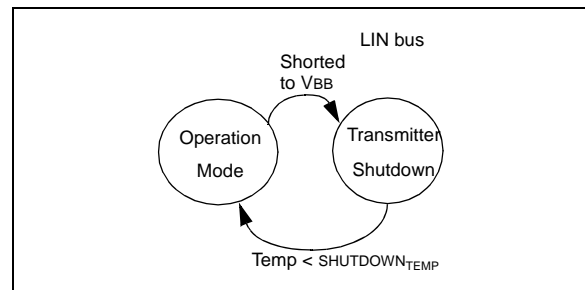 LIN bus
Shorted
to VBB
Operation
Mode
Transmitter
Shutdown
Temp < SHUTDOWNTEMP